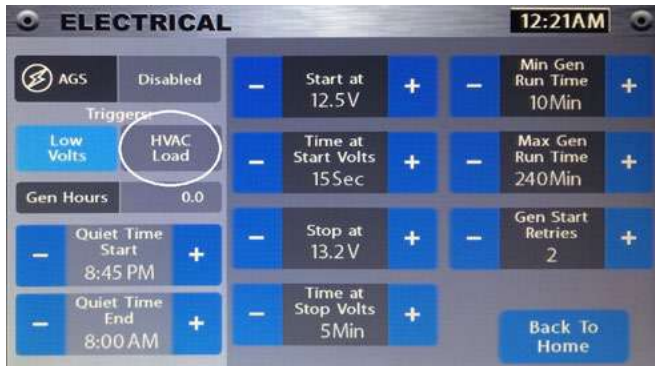 ELECTRICAL
12:21AM
AGS
Disabled
Triggers:
Low
Volts
HVAC
Load
Gen Hours
0.0
Quiet Time
Start
8:45 PM
Quiet Time
End
8:00 AM
Start at
12.5V
Time at
Start Volts
15Sec
Stop at
13.2V
Time at
Stop Volts
5Min
Min Gen
Run Time
10Min
Max Gen
Run Time
240Min
Gen Start
Retries
2
Back To
Home